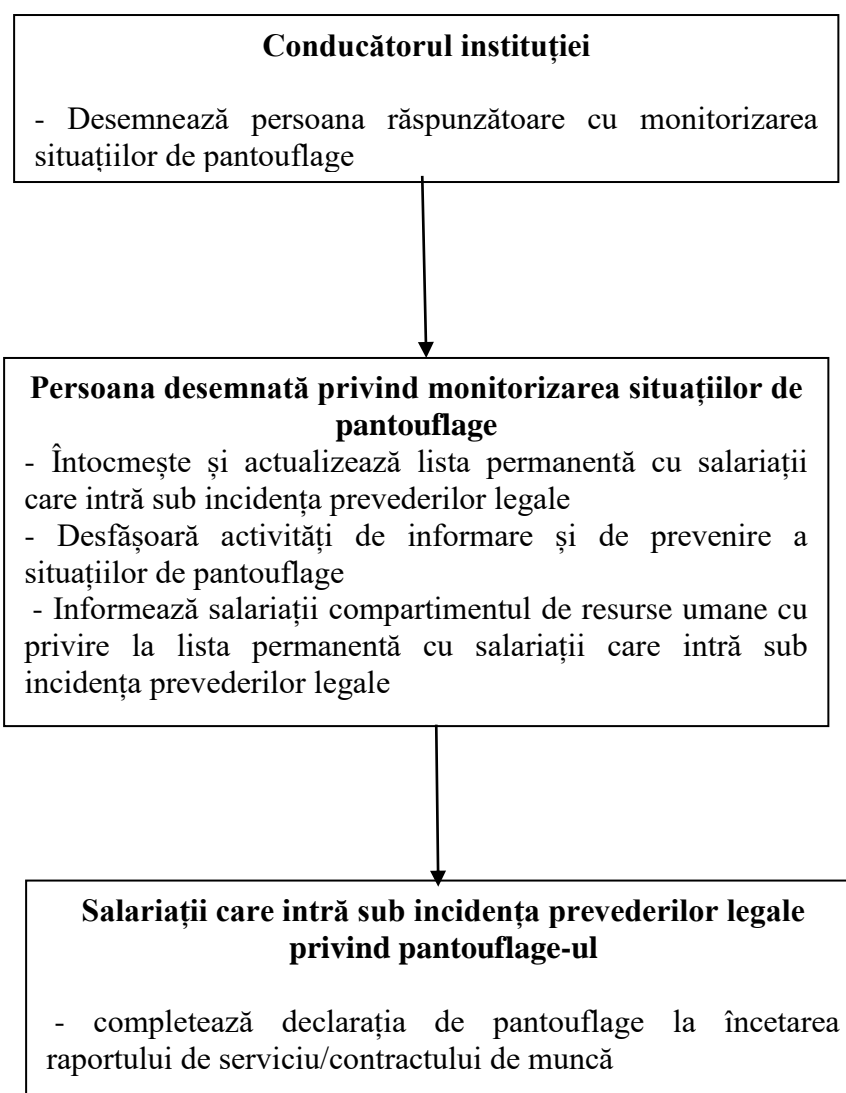 Conducătorul instituției
- Desemnează persoana răspunzătoare cu monitorizarea
situațiilor de pantouflage
Persoana desemnată privind monitorizarea situațiilor de
pantouflage
- Întocmește și actualizează lista permanentă cu salariații
care intră sub incidența prevederilor legale
- Desfășoară activități de informare și de prevenire a
situațiilor de pantouflage
- Informează salariații compartimentul de resurse umane cu
privire la lista permanentă cu salariații care intră sub
incidența prevederilor legale
Salariații care intră sub incidența prevederilor legale
privind pantouflage-ul
- completează declarația de pantouflage la încetarea
raportului de serviciu/contractului de muncă